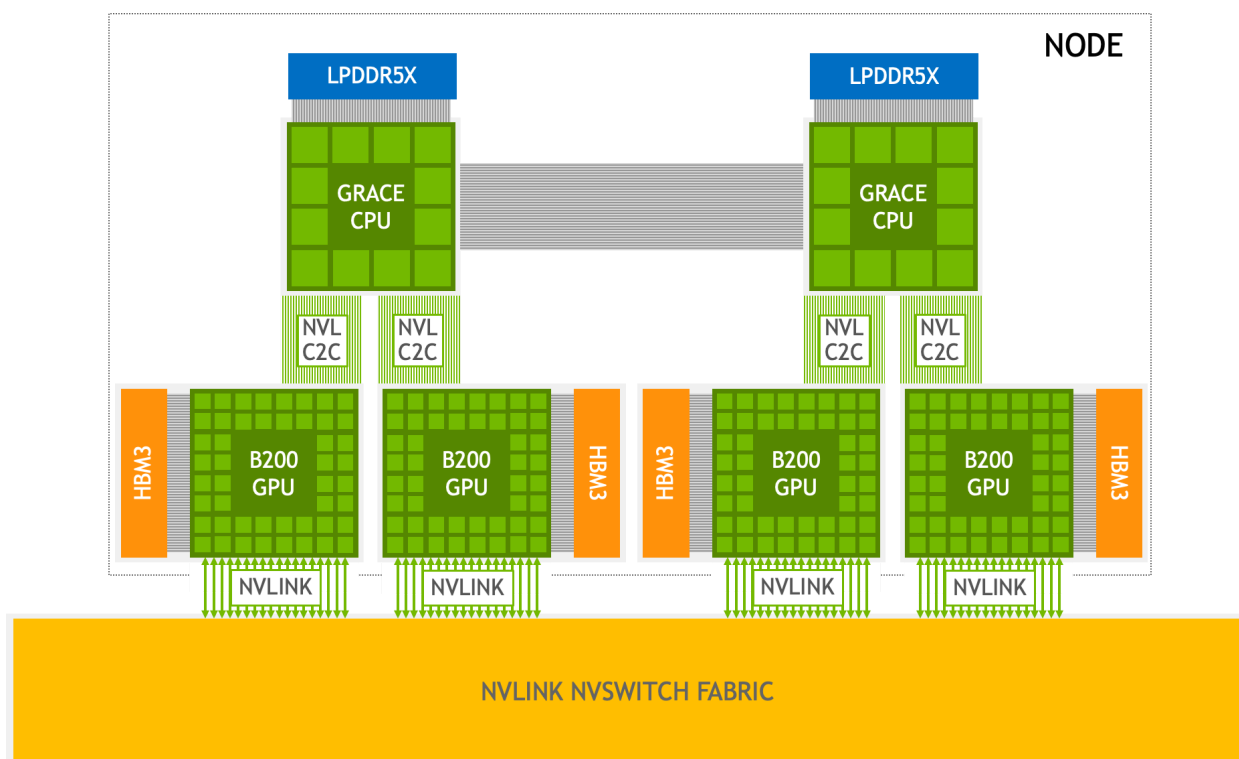 NODE
LPDDR5X
LPDDR5X
GRACE
CPU
GRACE
CPU
NVL
C2C
NVL
C2C
NVL
C2C
NVL
C2C
HBM3
B200
GPU
B200
GPU
HBM3
HBM3
B200
GPU
B200
GPU
HBM3
NVLINK
NVLINK
NVLINK
NVLINK
NVLINK NVSWITCH FABRIC